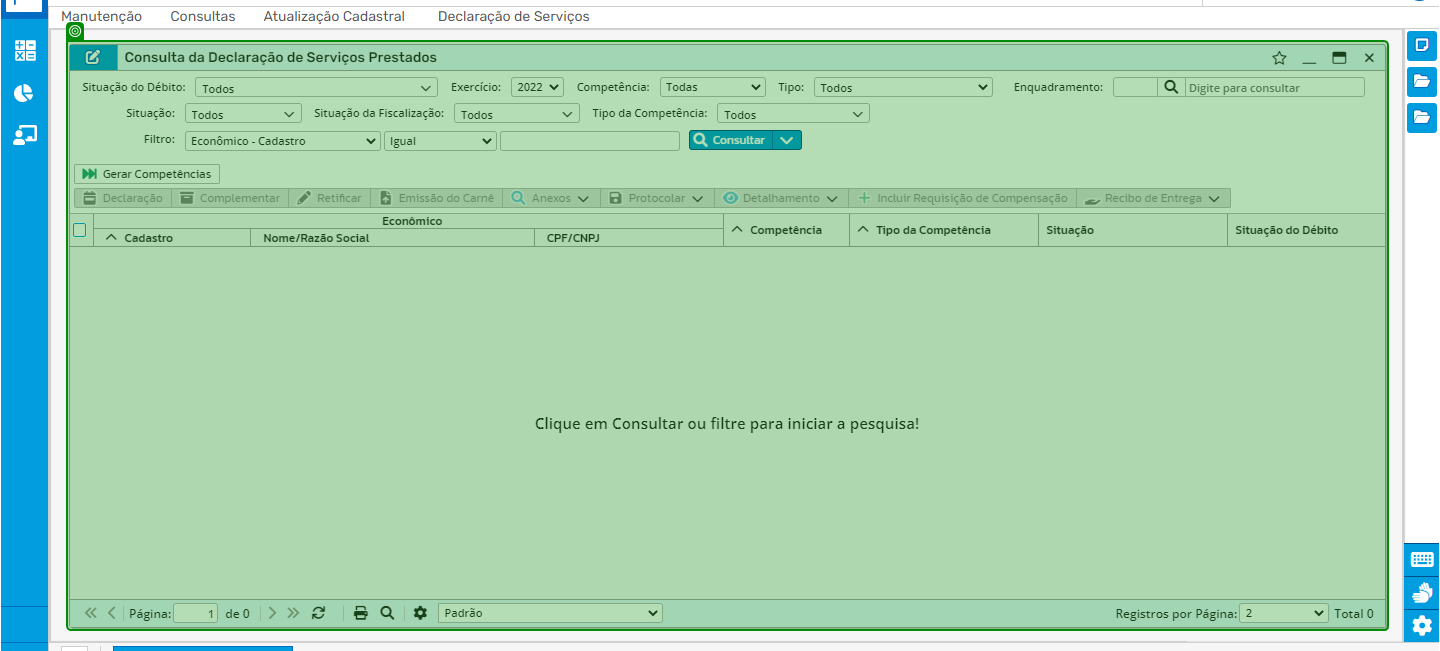 Manutenção Consultas Atualização Cadastral Declaração de Serviços
Consulta da Declaração de Serviços Prestados
Situação do Débito: Todos Exercício: 2022 Competência: Todas Tipo: Todos Enquadramento: Digite para consultar
Situação: Todos Situação da Fiscalização: Todos Tipo da Competência: Todos
Filtro: Econômico - Cadastro Igual Consultar
Gerar Competências
Declaração Complementar Retificar Emissão do Carnê Anexos Protocolar Detalhamento Incluir Requisição de Compensação Recibo de Entrega
Econômico
Cadastro Nome/Razão Social CPF/CNPJ Competência Tipo da Competência Situação Situação do Débito
Clique em Consultar ou filtre para iniciar a pesquisa!
Página: 1 de 0 Padrão Registros por Página: 2 Total 0